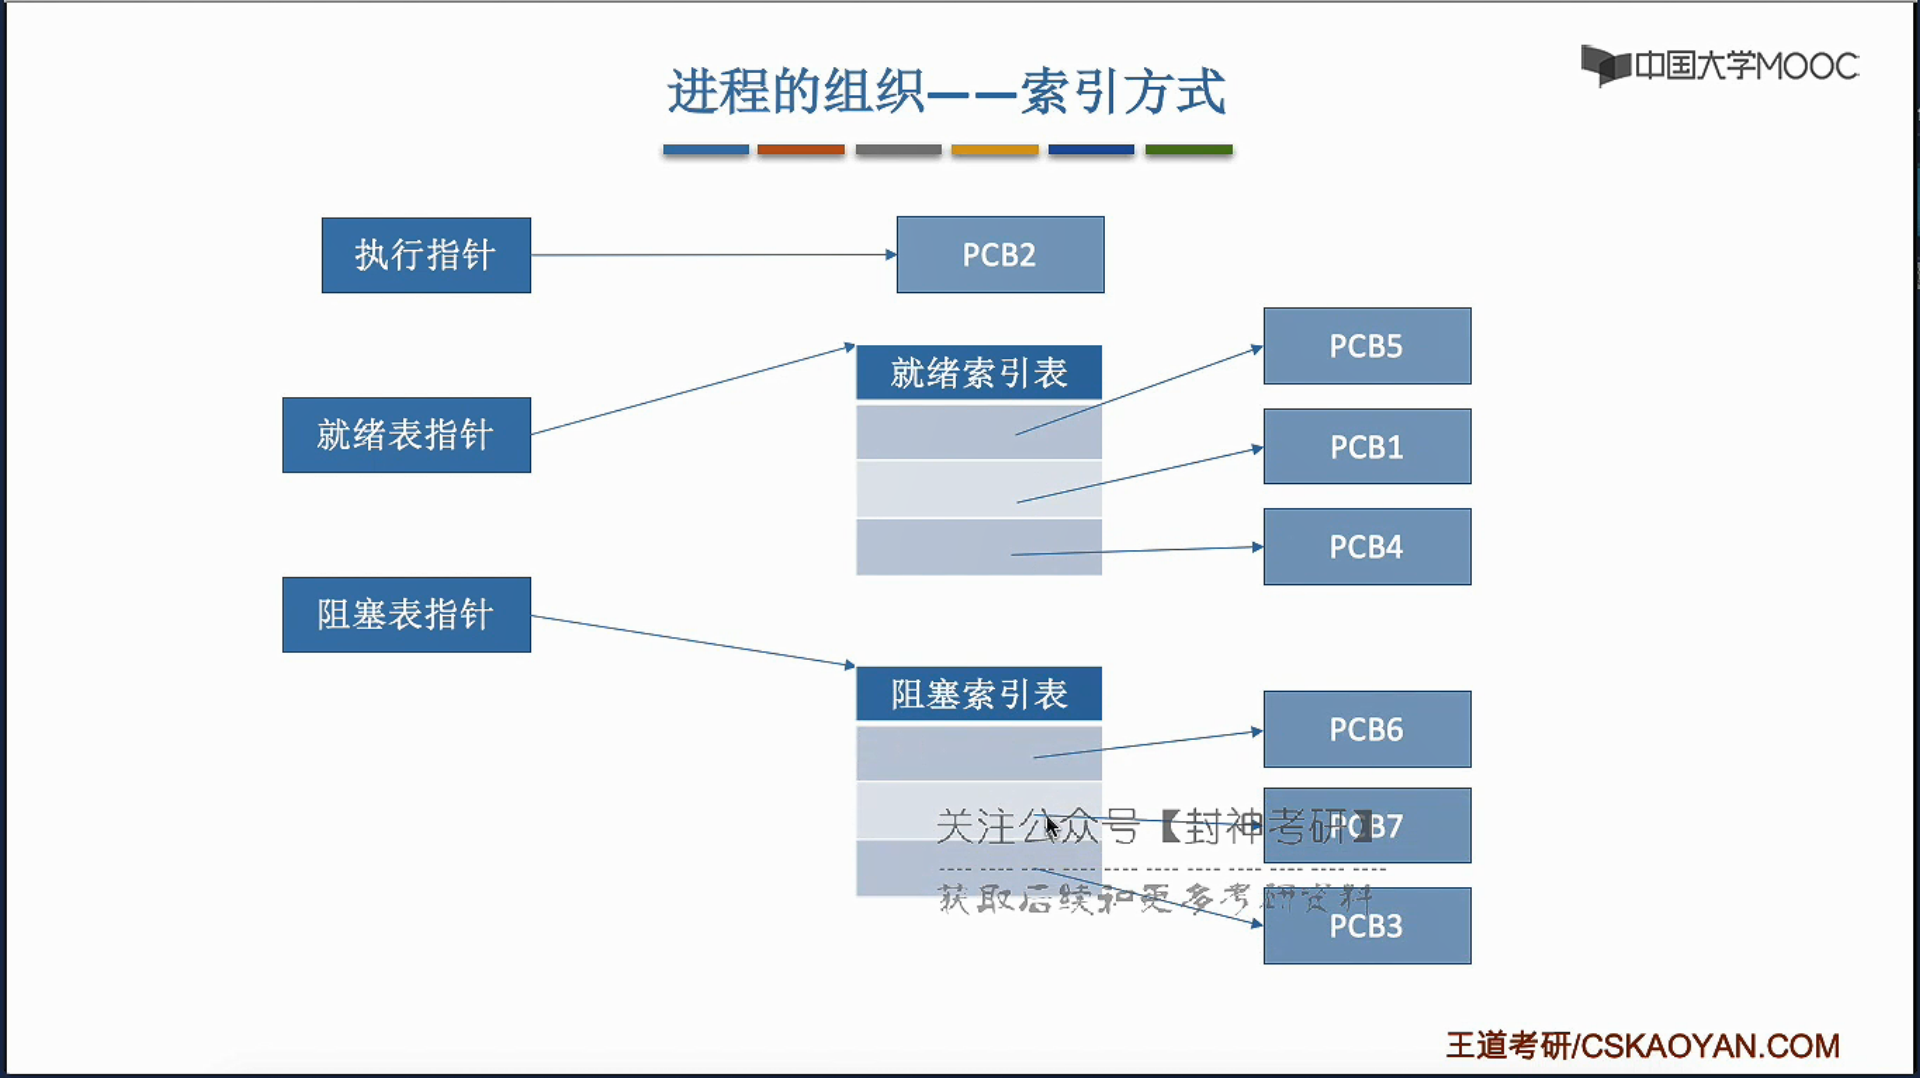 中国大学MOOC
进程的组织——索引方式
执行指针
PCB2
就绪表指针
就绪索引表
PCB5
PCB1
PCB4
阻塞表指针
阻塞索引表
PCB6
PCB7
PCB3
关注公众号【封神考研】
获取后续和更多考研资料
王道考研/CSKAOYAN.COM